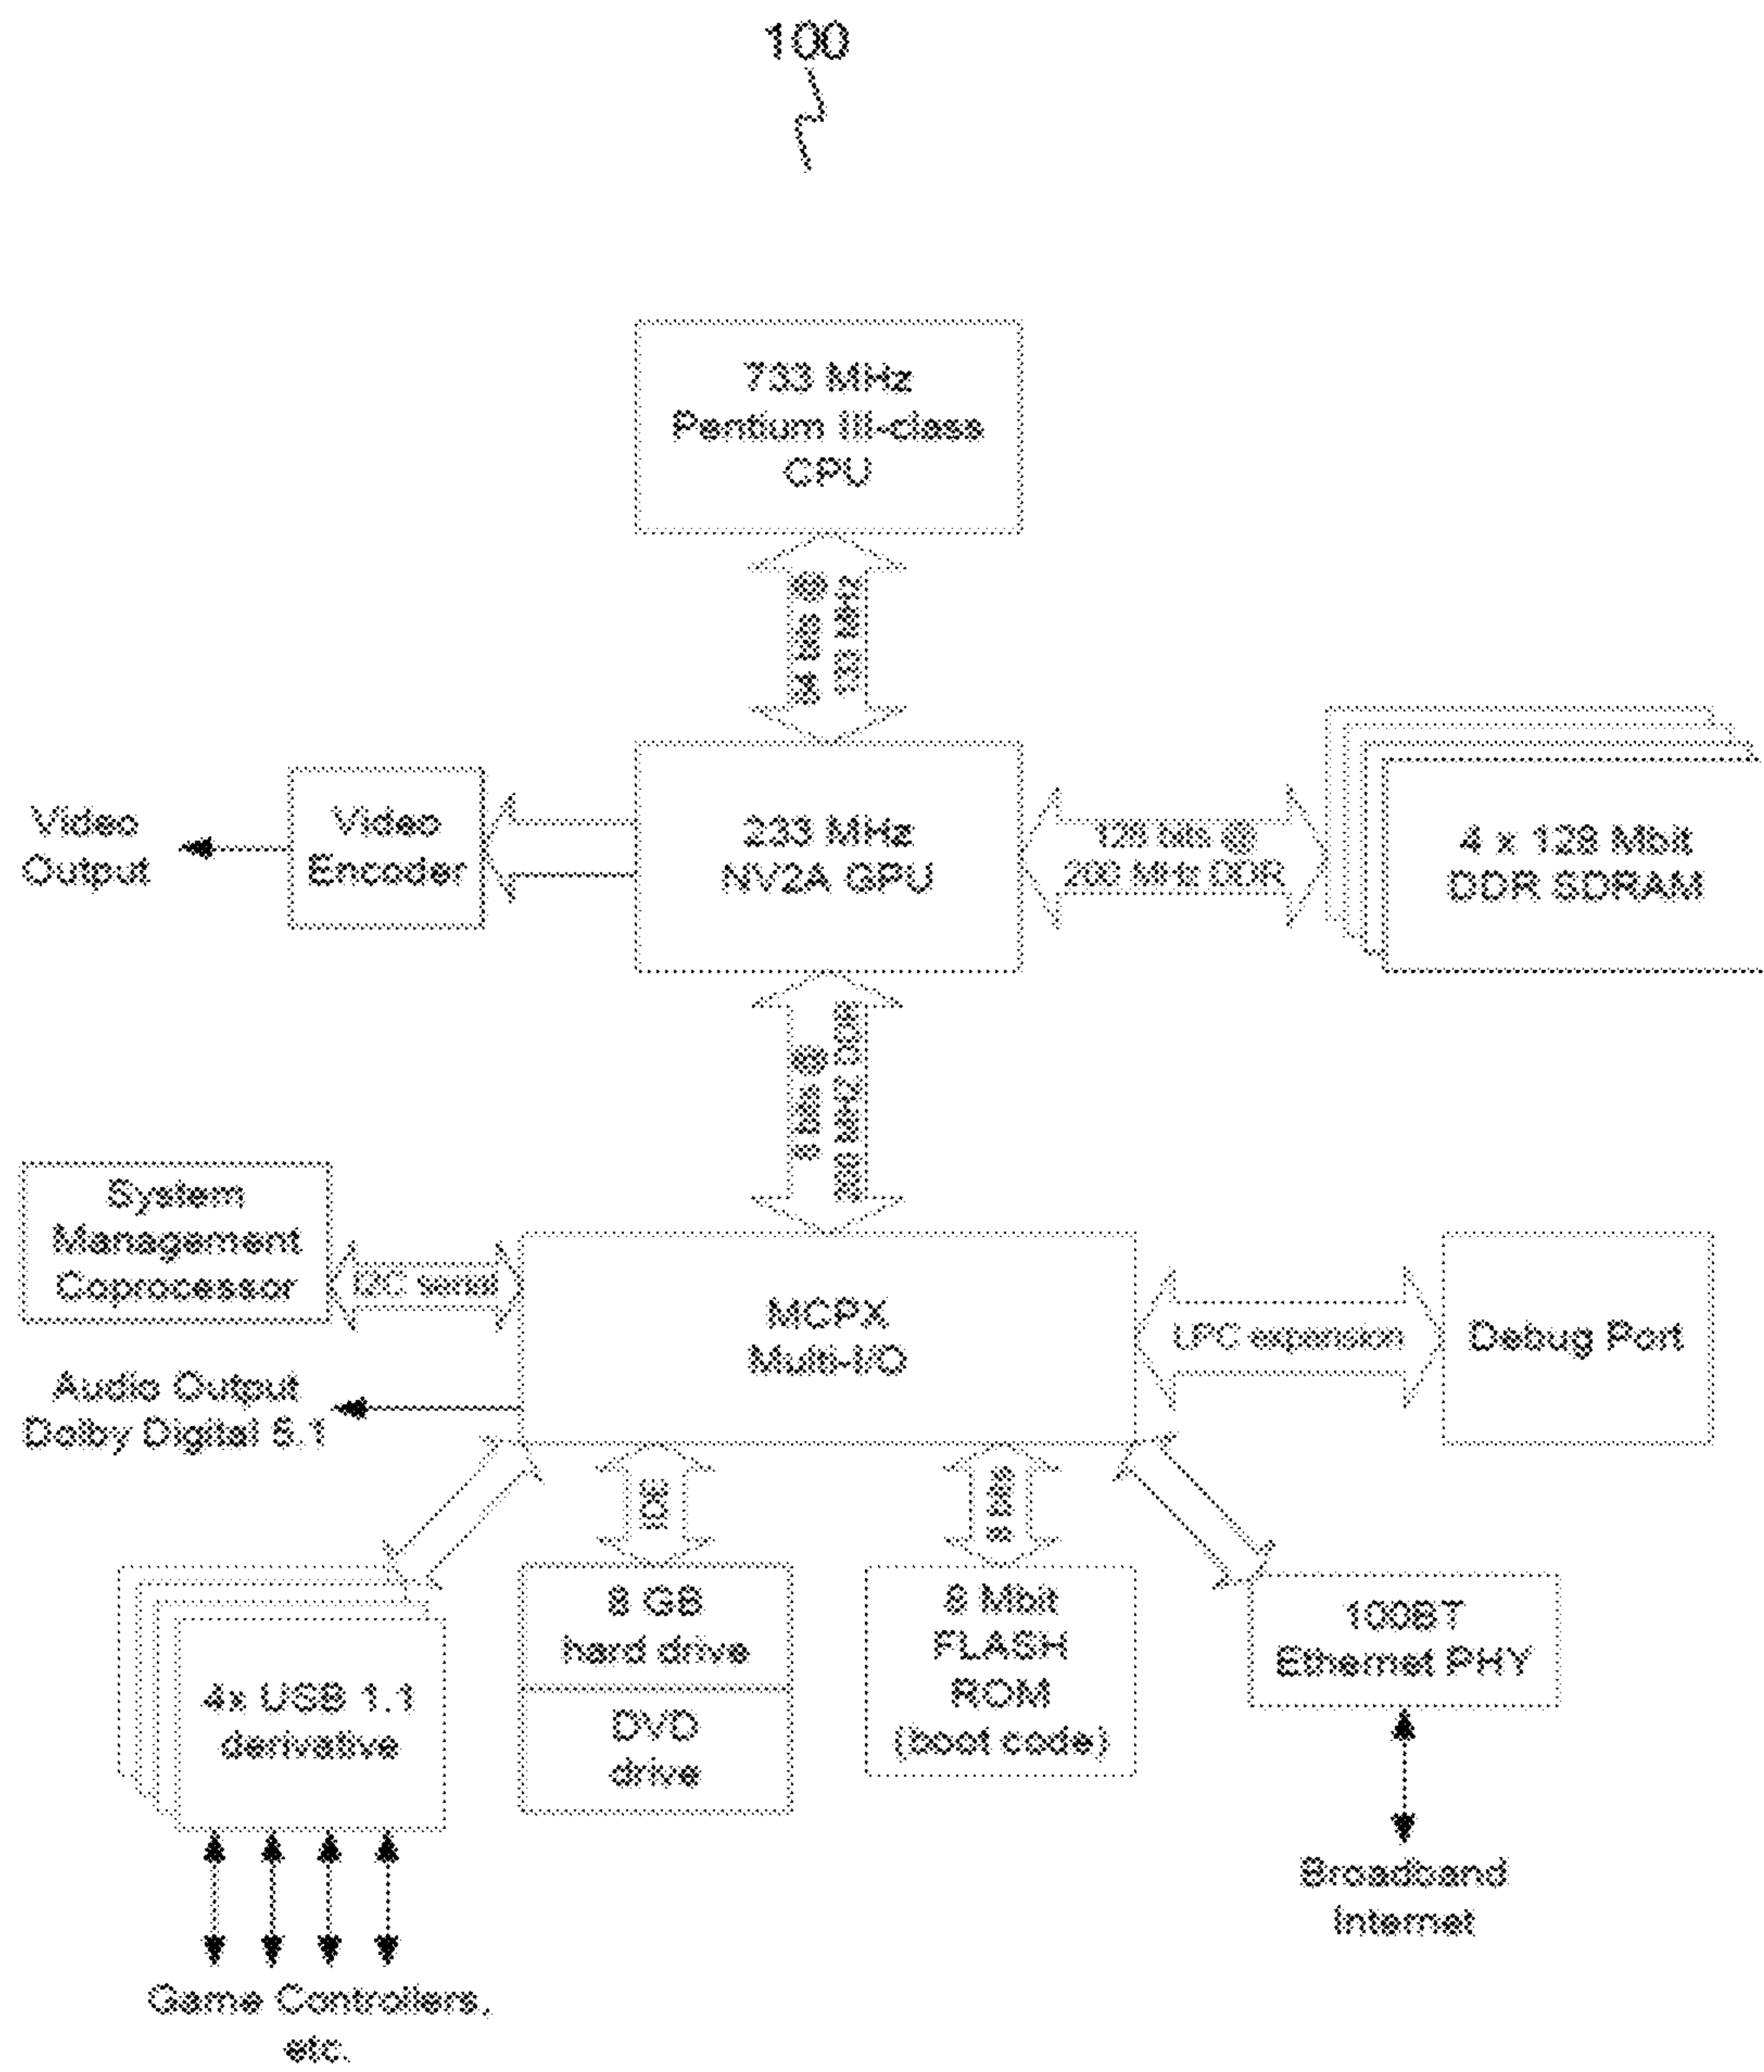 100
733 MHz
Pentium III-class
CPU
64 bits @
133 MHz
Video
Output
Video
Encoder
233 MHz
NV2A GPU
128 bits @
200 MHz DDR
4 x 128 Mbit
DDR SDRAM
8 bits @
200 MHz DDR
System
Management
Coprocessor
I2C serial
MCPX
Multi-I/O
LPC expansion
Debug Port
Audio Output
Dolby Digital 5.1
IDE
8 bits
4x USB 1.1
derivative
8 GB
hard drive
DVD
drive
8 Mbit
FLASH
ROM
(boot code)
100BT
Ethernet PHY
Broadband
Internet
Game Controllers,
etc.